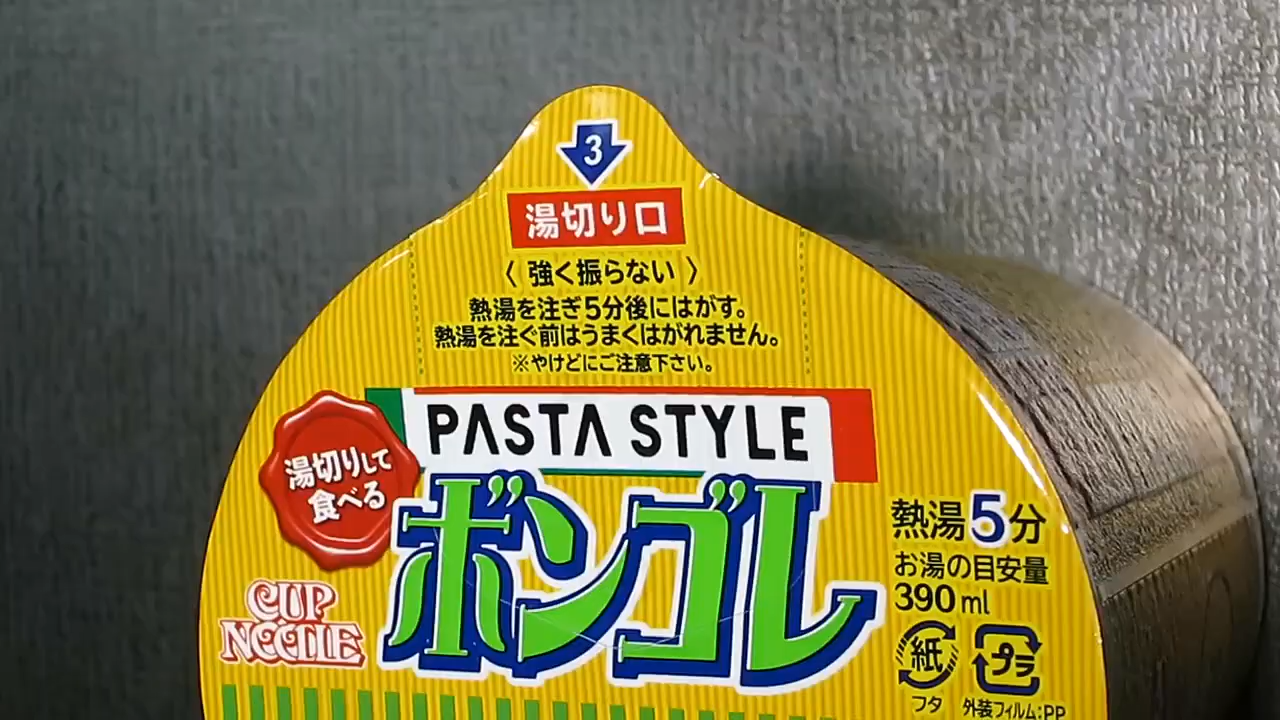 3
湯切り口
〈 強く振らない 〉
熱湯を注ぎ5分後にはがす。
熱湯を注ぐ前はうまくはがれません。
※やけどにご注意下さい。
PASTA STYLE
湯切りして
食べる
ボンゴレ
CUP
NOODLE
熱湯5分
お湯の目安量
390ml
紙
フタ
プラ
外装フィルム:PP